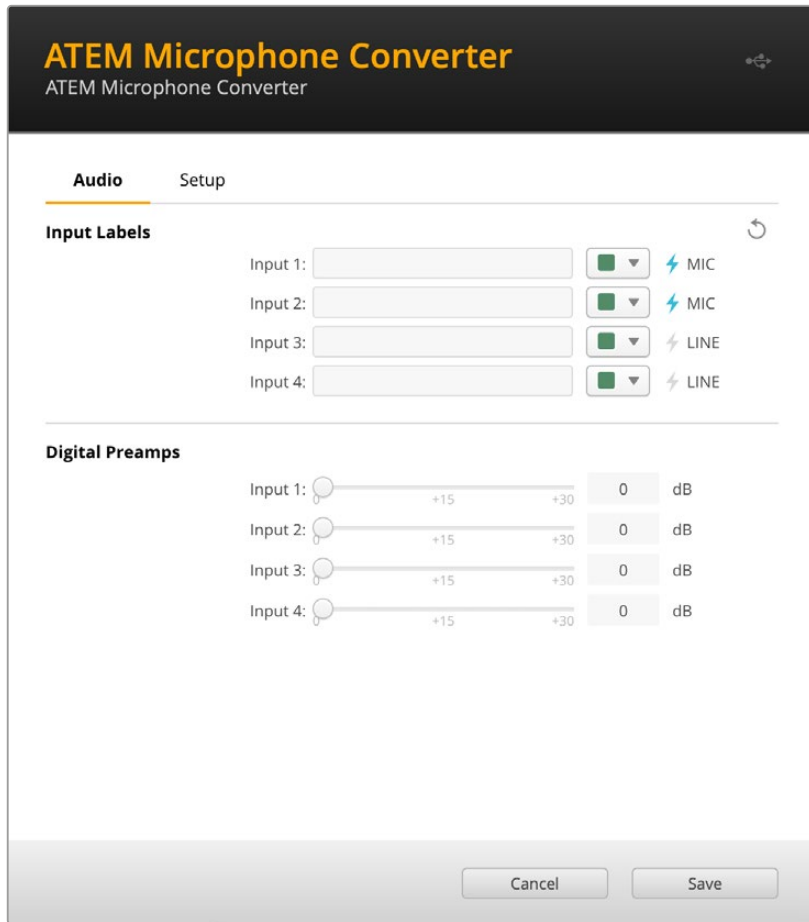 ATEM Microphone Converter
ATEM Microphone Converter
Audio Setup
Input Labels
Input 1: MIC
Input 2: MIC
Input 3: LINE
Input 4: LINE
Digital Preamps
Input 1: 0 dB
0 +15 +30
Input 2: 0 dB
0 +15 +30
Input 3: 0 dB
0 +15 +30
Input 4: 0 dB
0 +15 +30
Cancel Save